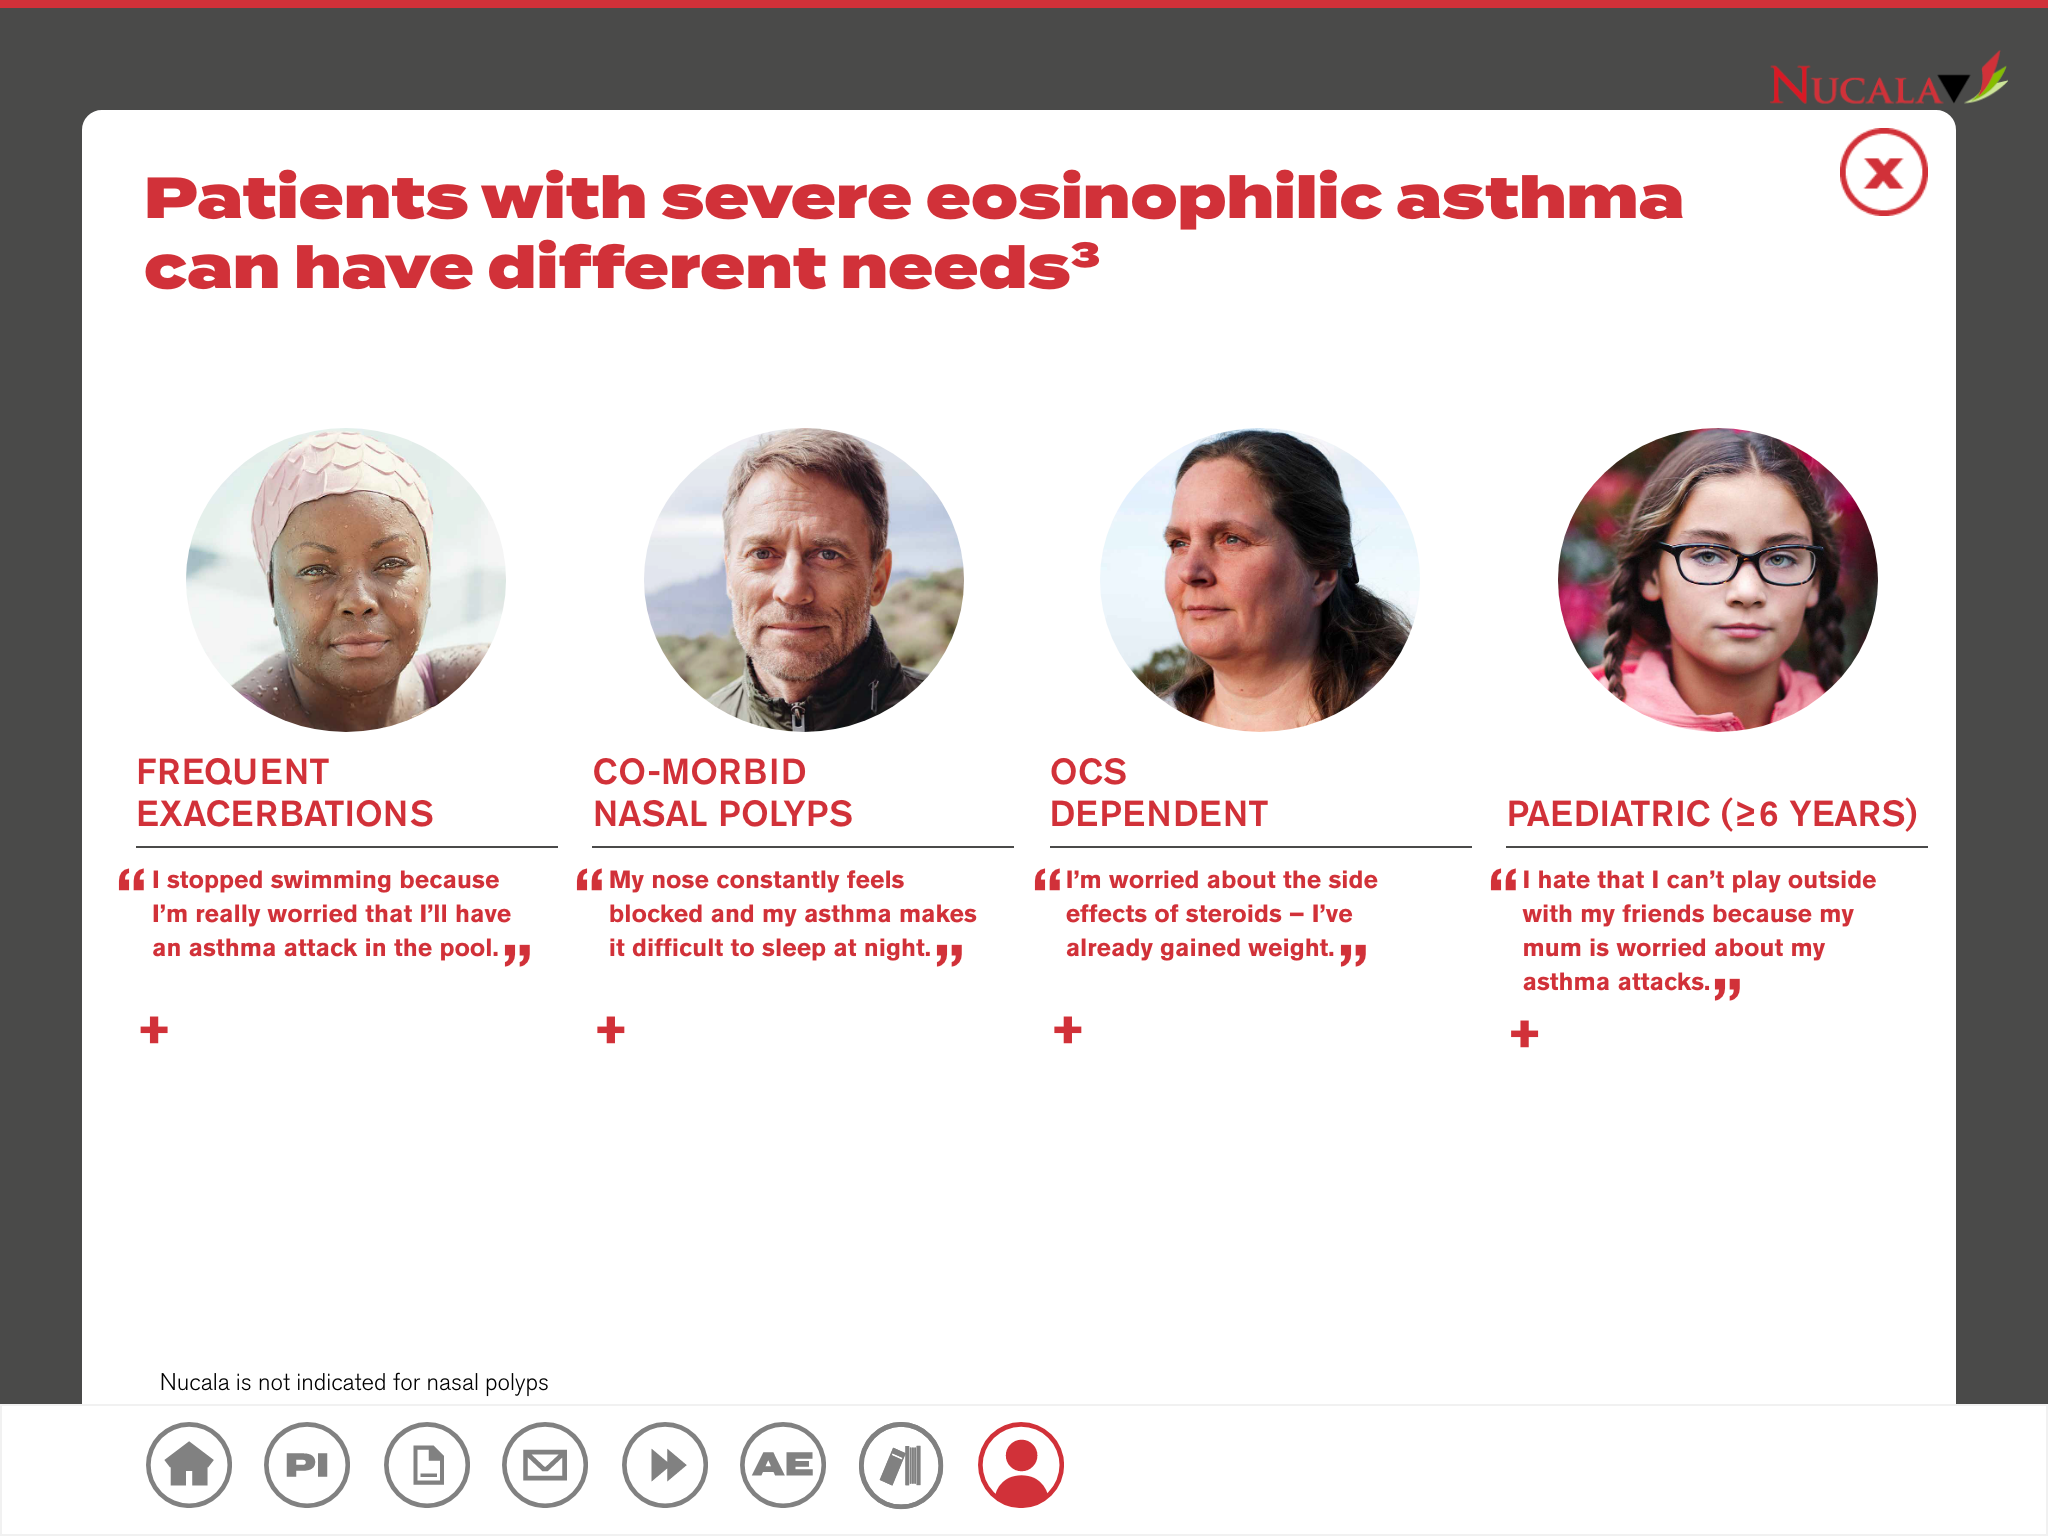 NUCALA▼
X
Patients with severe eosinophilic asthma
can have different needs³
FREQUENT
EXACERBATIONS
“I stopped swimming because
I’m really worried that I’ll have
an asthma attack in the pool.”
+
CO-MORBID
NASAL POLYPS
“My nose constantly feels
blocked and my asthma makes
it difficult to sleep at night.”
+
OCS
DEPENDENT
“I’m worried about the side
effects of steroids – I’ve
already gained weight.”
+
PAEDIATRIC (≥6 YEARS)
“I hate that I can’t play outside
with my friends because my
mum is worried about my
asthma attacks.”
+
Nucala is not indicated for nasal polyps
PI
AE